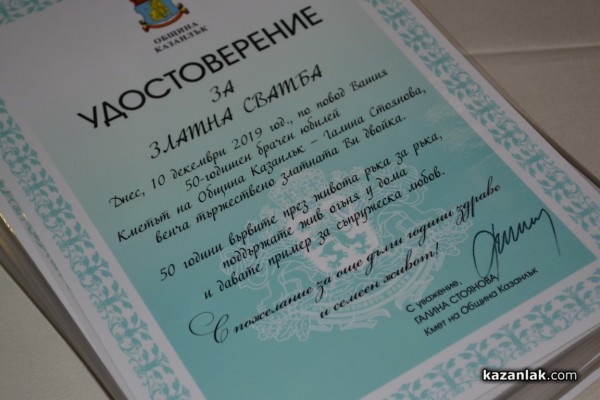 ОБЩИНА
КАЗАНЛЪК
УДОСТОВЕРЕНИЕ
ЗА
ЗЛАТНА СВАТБА
Днес, 10 декември 2019 год., по повод Вашия
50-годишен брачен юбилей
Кметът на Община Казанлък – Галина Стоянова,
венча тържествено златната Ви двойка.
50 години вървите през живота ръка за ръка,
поддържате жив огъня у дома
и давате пример за съпружеска любов.
С пожелание за още дълги години здраве
и семеен живот!
С уважение,
ГАЛИНА СТОЯНОВА
Кмет на Община Казанлък
kazanlak.com